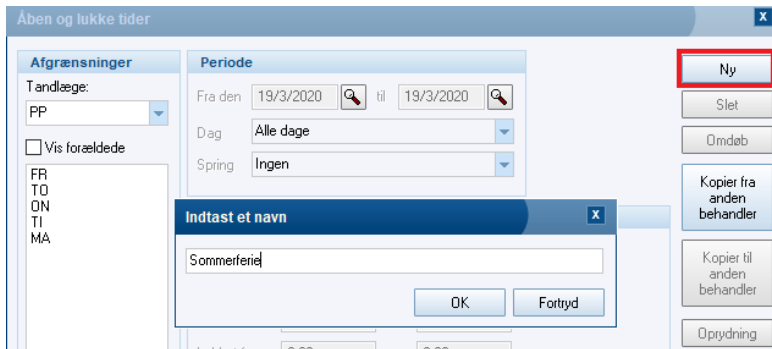 Åben og lukke tider
x
Afgrænsninger
Tandlæge:
PP
Vis forældede
FR
TO
ON
TI
MA
Periode
Fra den 19/3/2020 til 19/3/2020
Dag Alle dage
Spring Ingen
Indtast et navn
x
Sommerferie
OK Fortryd
Ny
Slet
Omdøb
Kopier fra
anden
behandler
Kopier til
anden
behandler
Oprydning